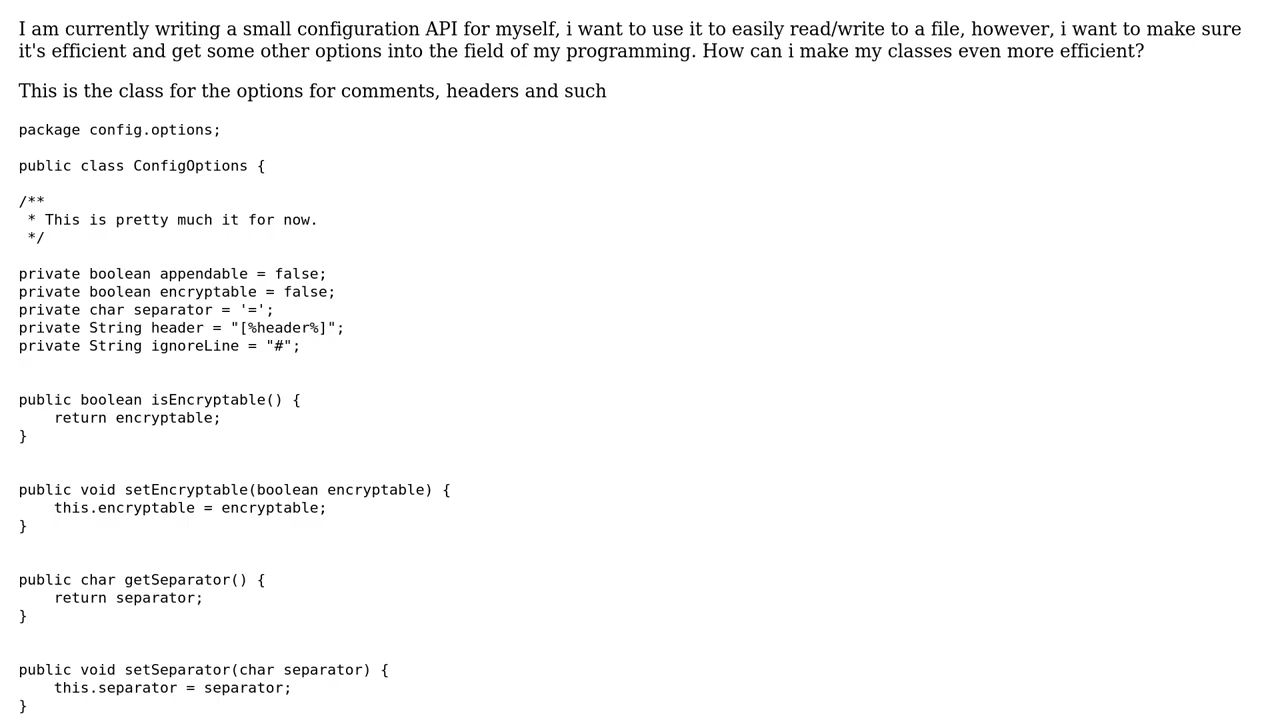 I am currently writing a small configuration API for myself, i want to use it to easily read/write to a file, however, i want to make sure
it's efficient and get some other options into the field of my programming. How can i make my classes even more efficient?
This is the class for the options for comments, headers and such
package config.options;
public class ConfigOptions {
/**
 * This is pretty much it for now.
 */
private boolean appendable = false;
private boolean encryptable = false;
private char separator = '=';
private String header = "[%header%]";
private String ignoreLine = "#";
public boolean isEncryptable() {
    return encryptable;
}
public void setEncryptable(boolean encryptable) {
    this.encryptable = encryptable;
}
public char getSeparator() {
    return separator;
}
public void setSeparator(char separator) {
    this.separator = separator;
}